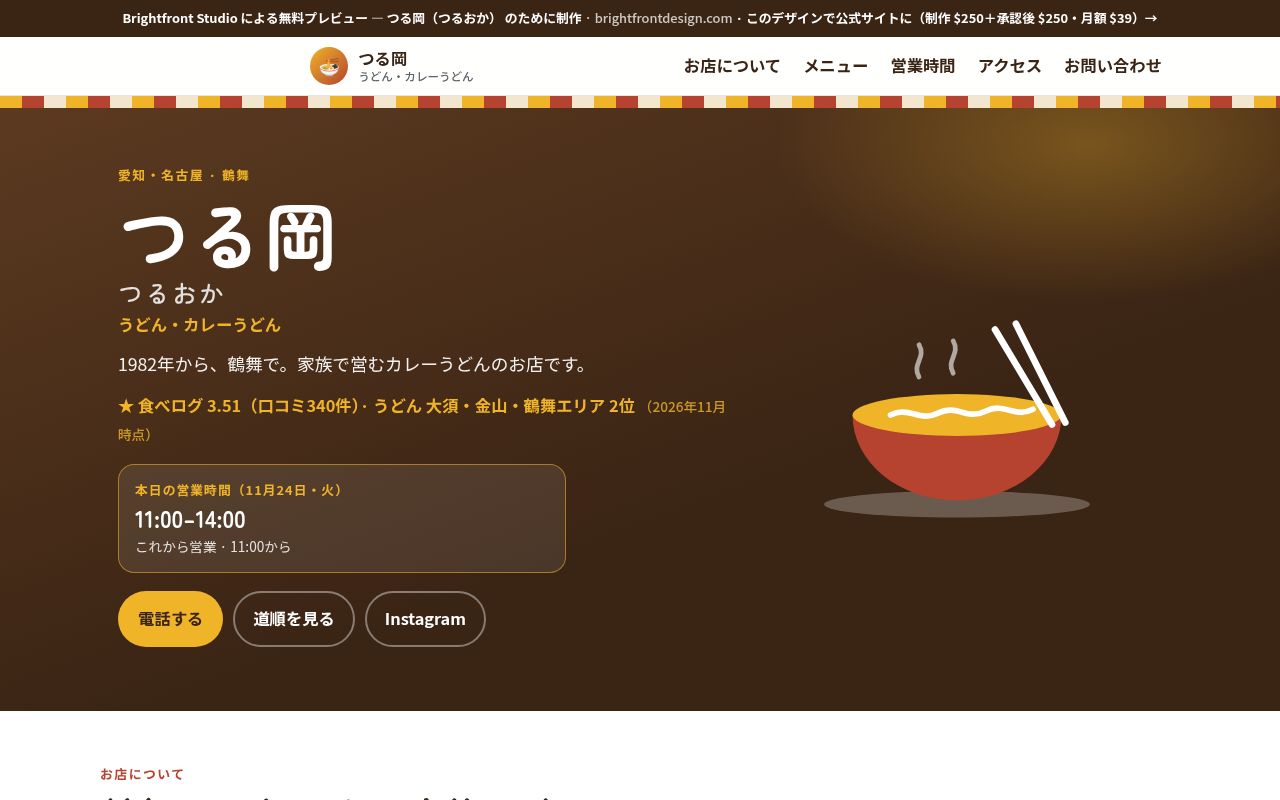 Brightfront Studio による無料プレビュー — つる岡（つるおか） のために制作 · brightfrontdesign.com · このデザインで公式サイトに（制作 $250＋承認後 $250・月額 $39）→
つる岡
うどん・カレーうどん
お店について メニュー 営業時間 アクセス お問い合わせ
愛知・名古屋 · 鶴舞
つる岡
つるおか
うどん・カレーうどん
1982年から、鶴舞で。家族で営むカレーうどんのお店です。
★ 食べログ 3.51（口コミ340件）· うどん 大須・金山・鶴舞エリア 2位 （2026年11月
時点）
本日の営業時間（11月24日・火）
11:00–14:00
これから営業 · 11:00から
電話する 道順を見る Instagram
お店について